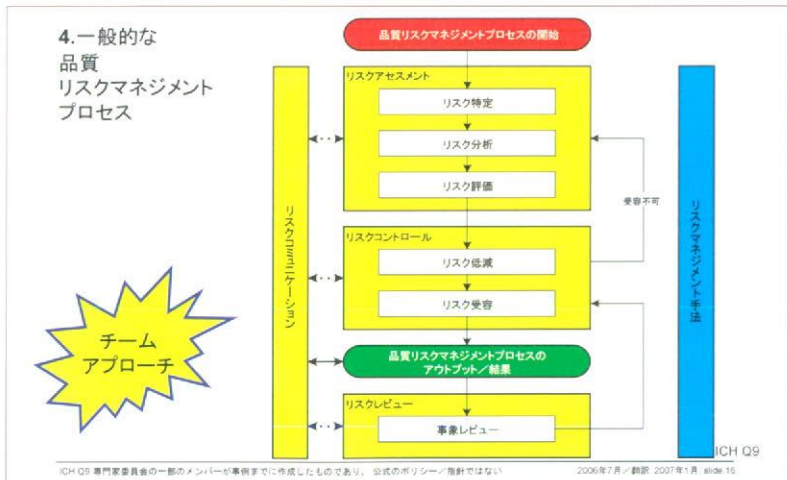 4.一般的な
品質
リスクマネジメント
プロセス
品質リスクマネジメントプロセスの開始
リスクアセスメント
リスク特定
リスク分析
リスク評価
受容不可
リスクコントロール
リスク低減
リスク受容
品質リスクマネジメントプロセスの
アウトプット／結果
リスクレビュー
事象レビュー
リスクコミュニケーション
リスクマネジメント手法
チーム
アプローチ
ICH Q9
ICH Q9 専門家委員会の一部のメンバーが事例までに作成したものであり、 公式のポリシー／指針ではない
2006年7月／翻訳 2007年1月, slide 16